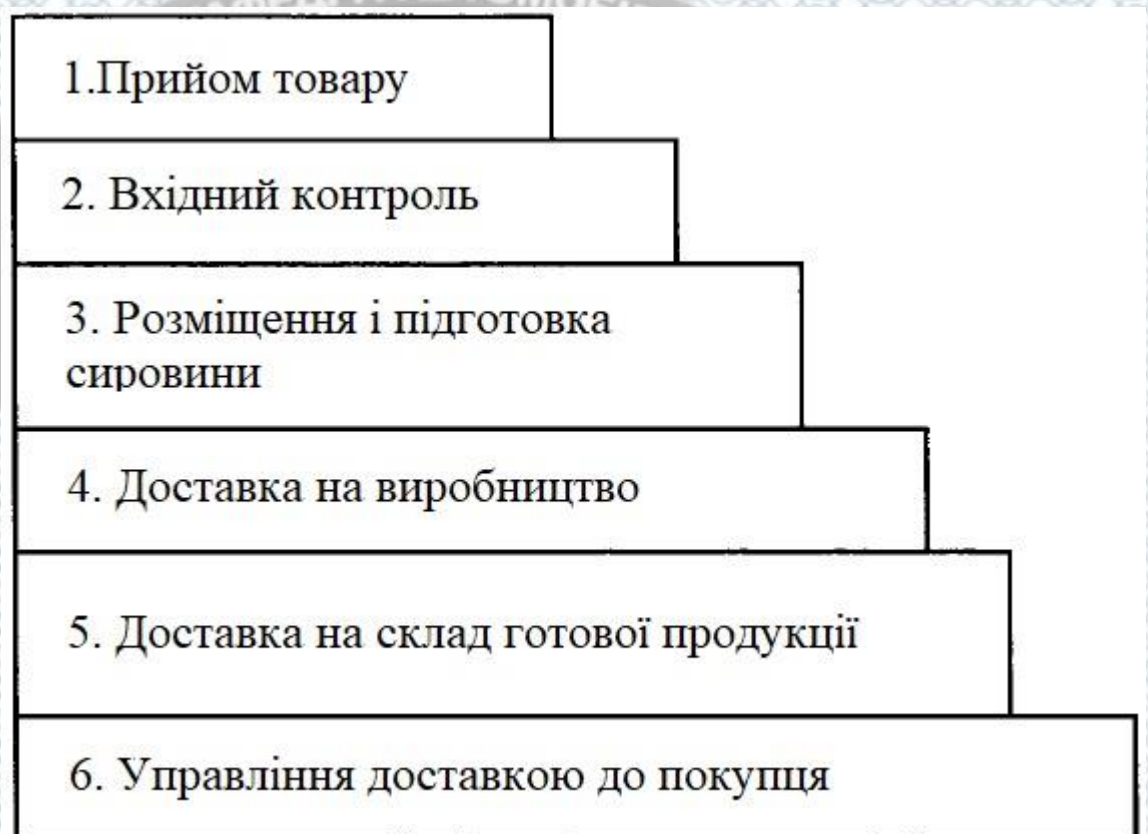 1.Прийом товару
2. Вхідний контроль
3. Розміщення і підготовка
сировини
4. Доставка на виробництво
5. Доставка на склад готової продукції
6. Управління доставкою до покупця